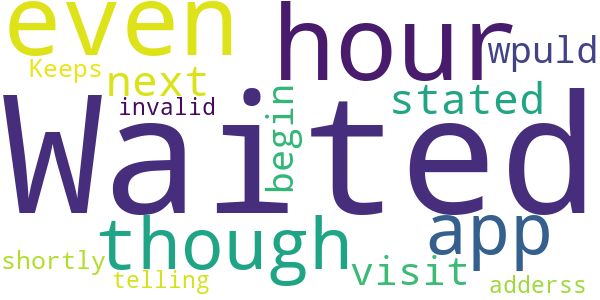 even hour
wpuld
Keeps
next
invalid
begin
stated
Waited
though
app
shortly
visit
telling
adderss